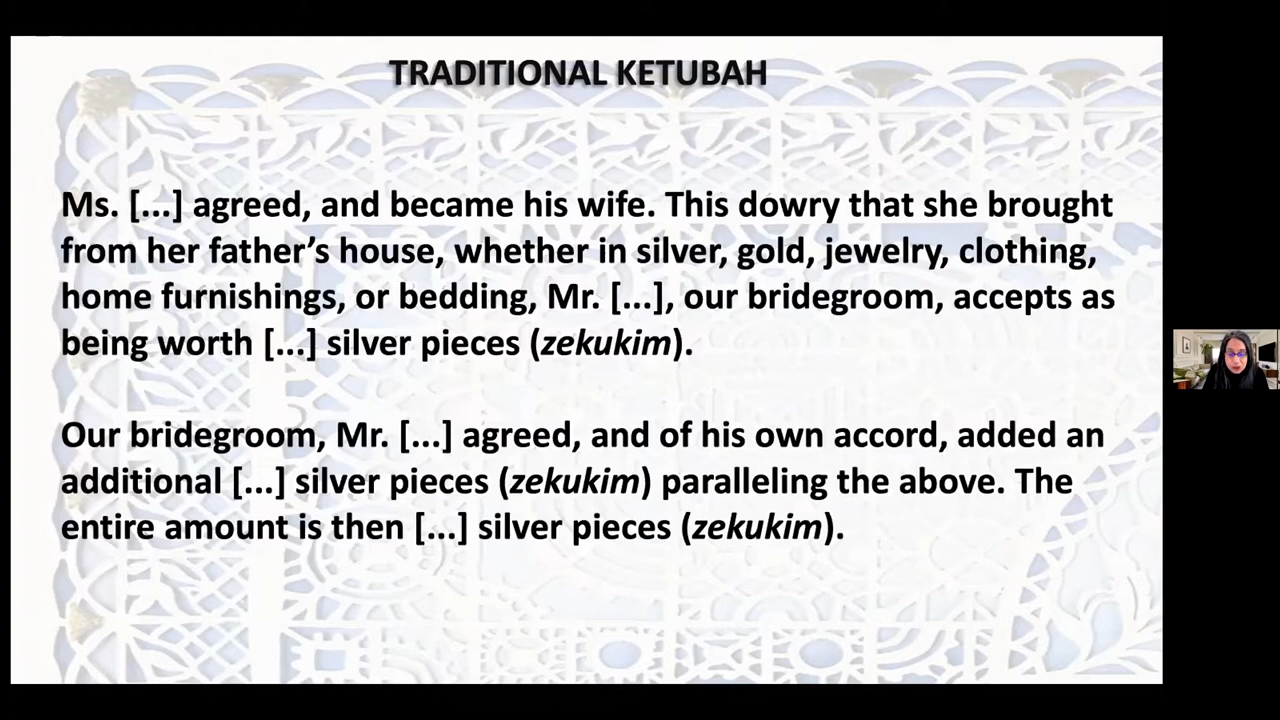 TRADITIONAL KETUBAH
Ms. [...] agreed, and became his wife. This dowry that she brought
from her father’s house, whether in silver, gold, jewelry, clothing,
home furnishings, or bedding, Mr. [...], our bridegroom, accepts as
being worth [...] silver pieces (zekukim).
Our bridegroom, Mr. [...] agreed, and of his own accord, added an
additional [...] silver pieces (zekukim) paralleling the above. The
entire amount is then [...] silver pieces (zekukim).